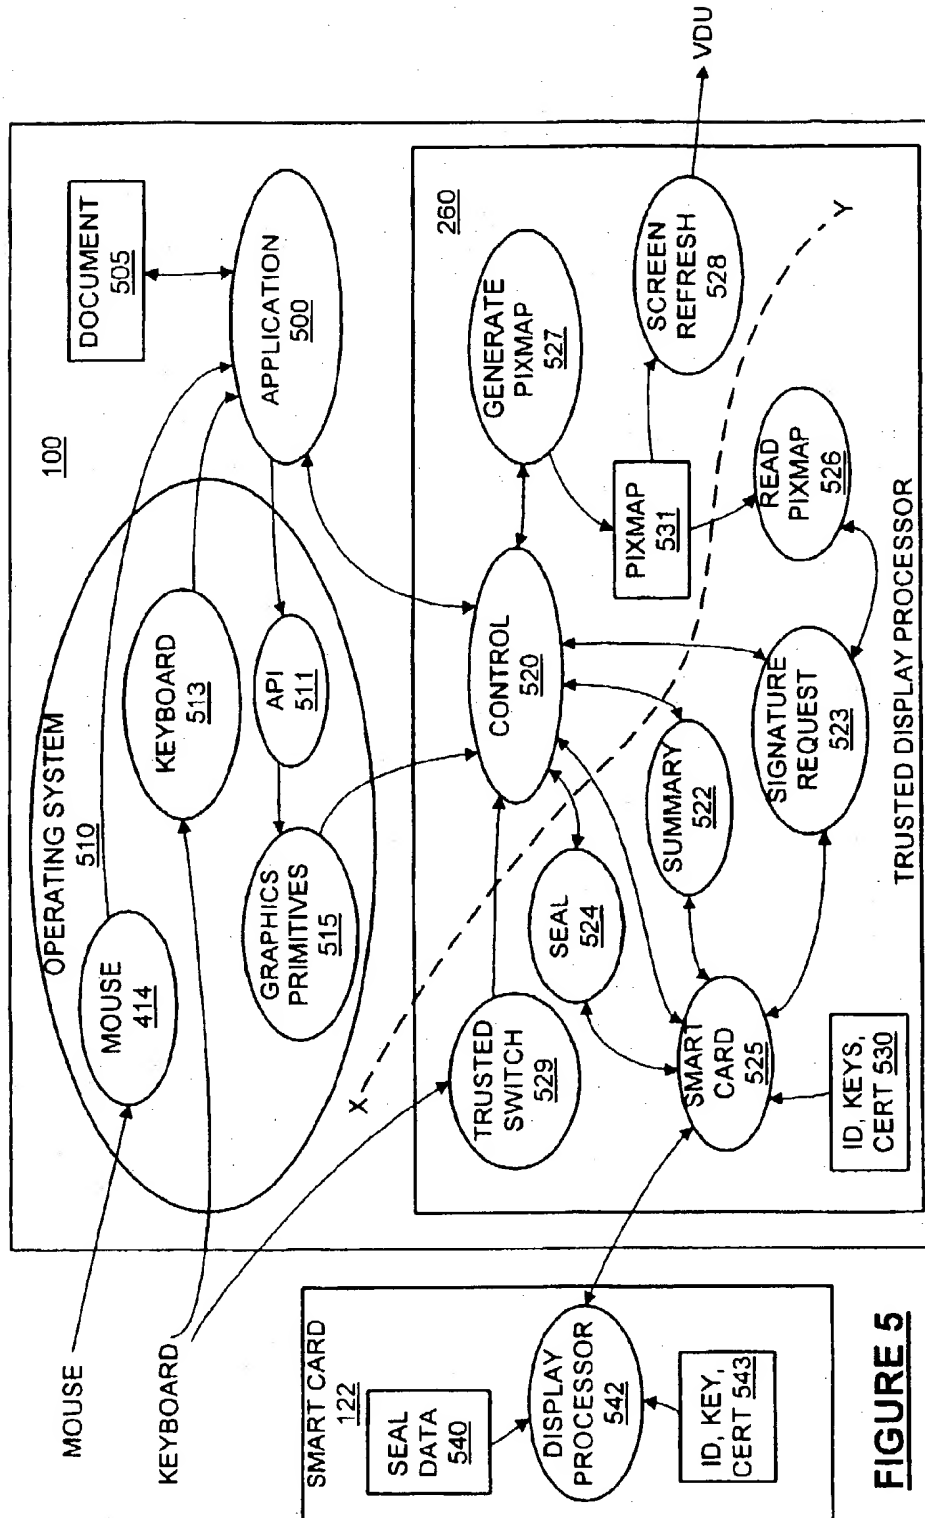 MOUSE
KEYBOARD
100
OPERATING SYSTEM
510
MOUSE
414
KEYBOARD
513
API
511
GRAPHICS
PRIMITIVES
515
DOCUMENT
505
APPLICATION
500
X
260
TRUSTED
SWITCH
529
CONTROL
520
GENERATE
PIXMAP
527
SEAL
524
PIXMAP
531
SCREEN
REFRESH
528
VDU
Y
SUMMARY
522
SMART
CARD
525
SIGNATURE
REQUEST
523
READ
PIXMAP
526
ID, KEYS,
CERT 530
TRUSTED DISPLAY PROCESSOR
SMART CARD
122
SEAL
DATA
540
DISPLAY
PROCESSOR
542
ID, KEY,
CERT 543
FIGURE 5